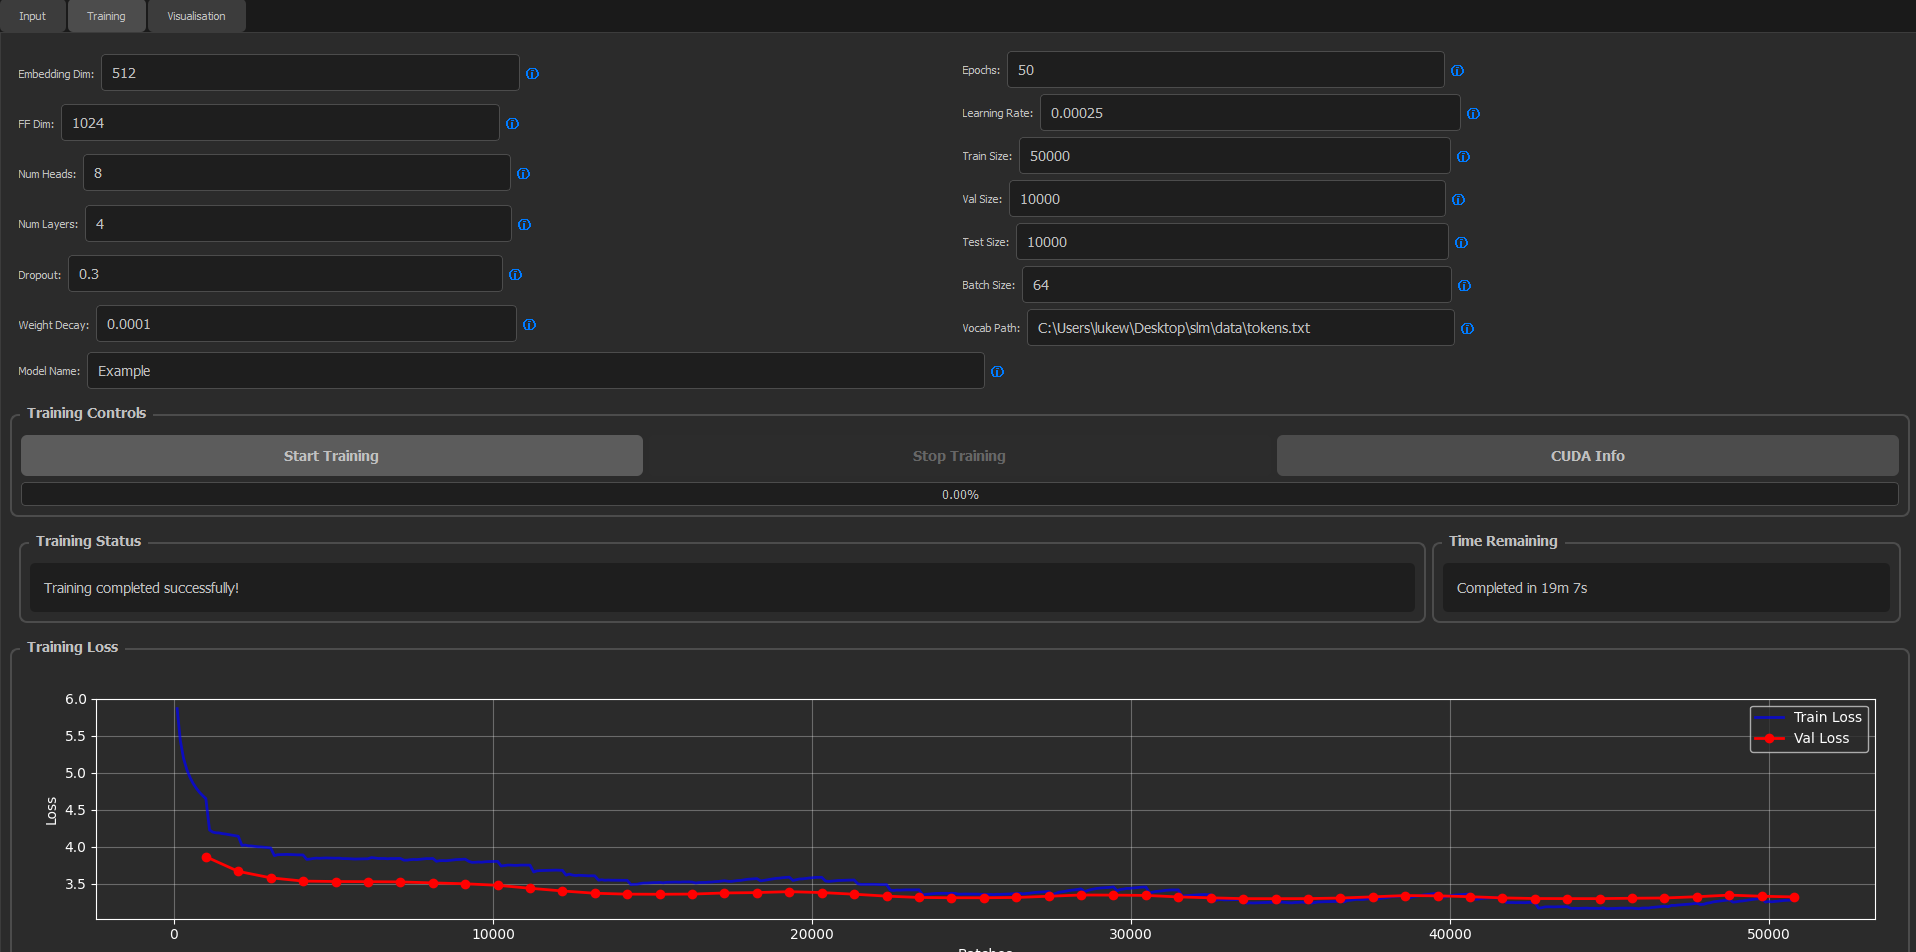 Input Training Visualisation
Embedding Dim: 512
FF Dim: 1024
Num Heads: 8
Num Layers: 4
Dropout: 0.3
Weight Decay: 0.0001
Epochs: 50
Learning Rate: 0.00025
Train Size: 50000
Val Size: 10000
Test Size: 10000
Batch Size: 64
Vocab Path: C:\Users\lukew\Desktop\slm\data\tokens.txt
Model Name: Example
Training Controls
Start Training Stop Training CUDA Info
0.00%
Training Status
Training completed successfully!
Time Remaining
Completed in 19m 7s
Training Loss
6.0
5.5
5.0
4.5
4.0
3.5
Loss
Train Loss
Val Loss
0 10000 20000 30000 40000 50000